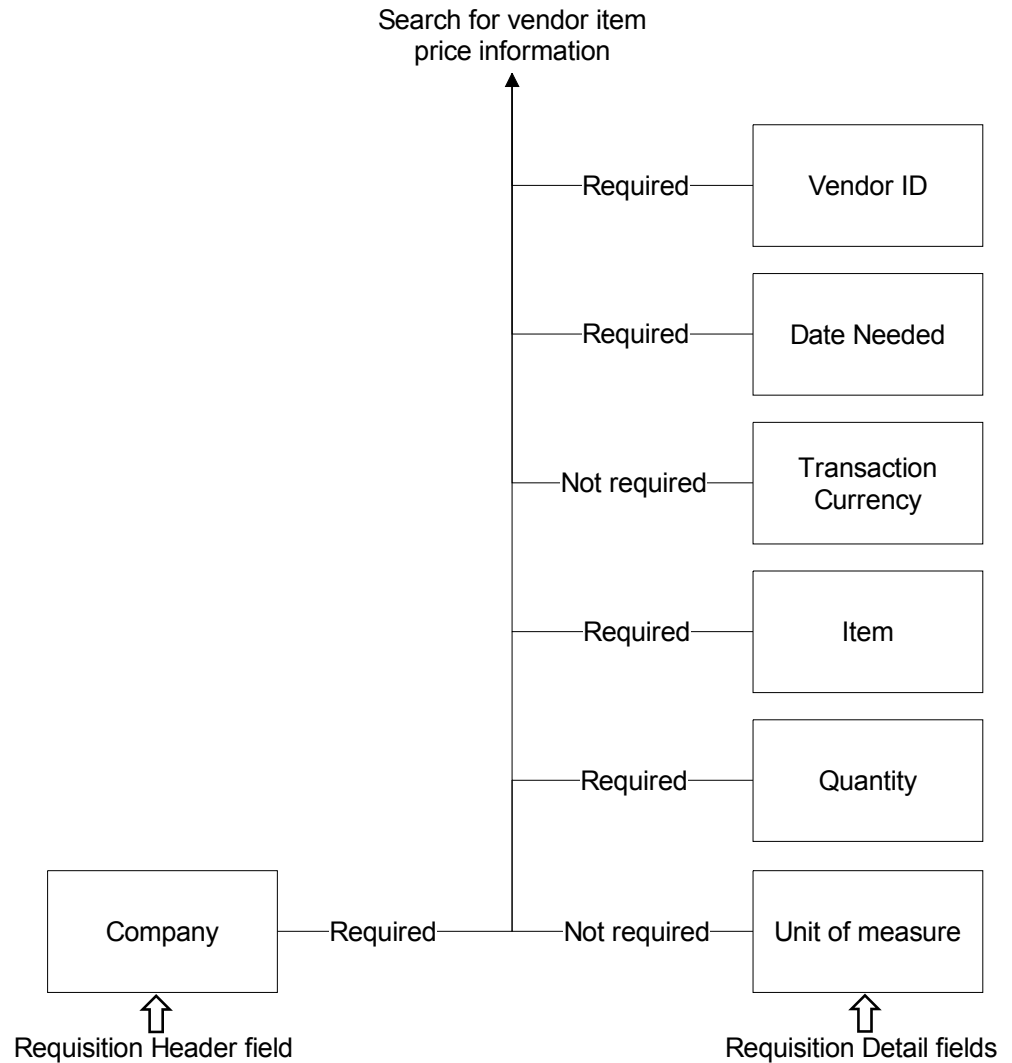 Search for vendor item
price information
Required
Vendor ID
Required
Date Needed
Not required
Transaction
Currency
Required
Item
Required
Quantity
Company
Required
Not required
Unit of measure
Requisition Header field
Requisition Detail fields